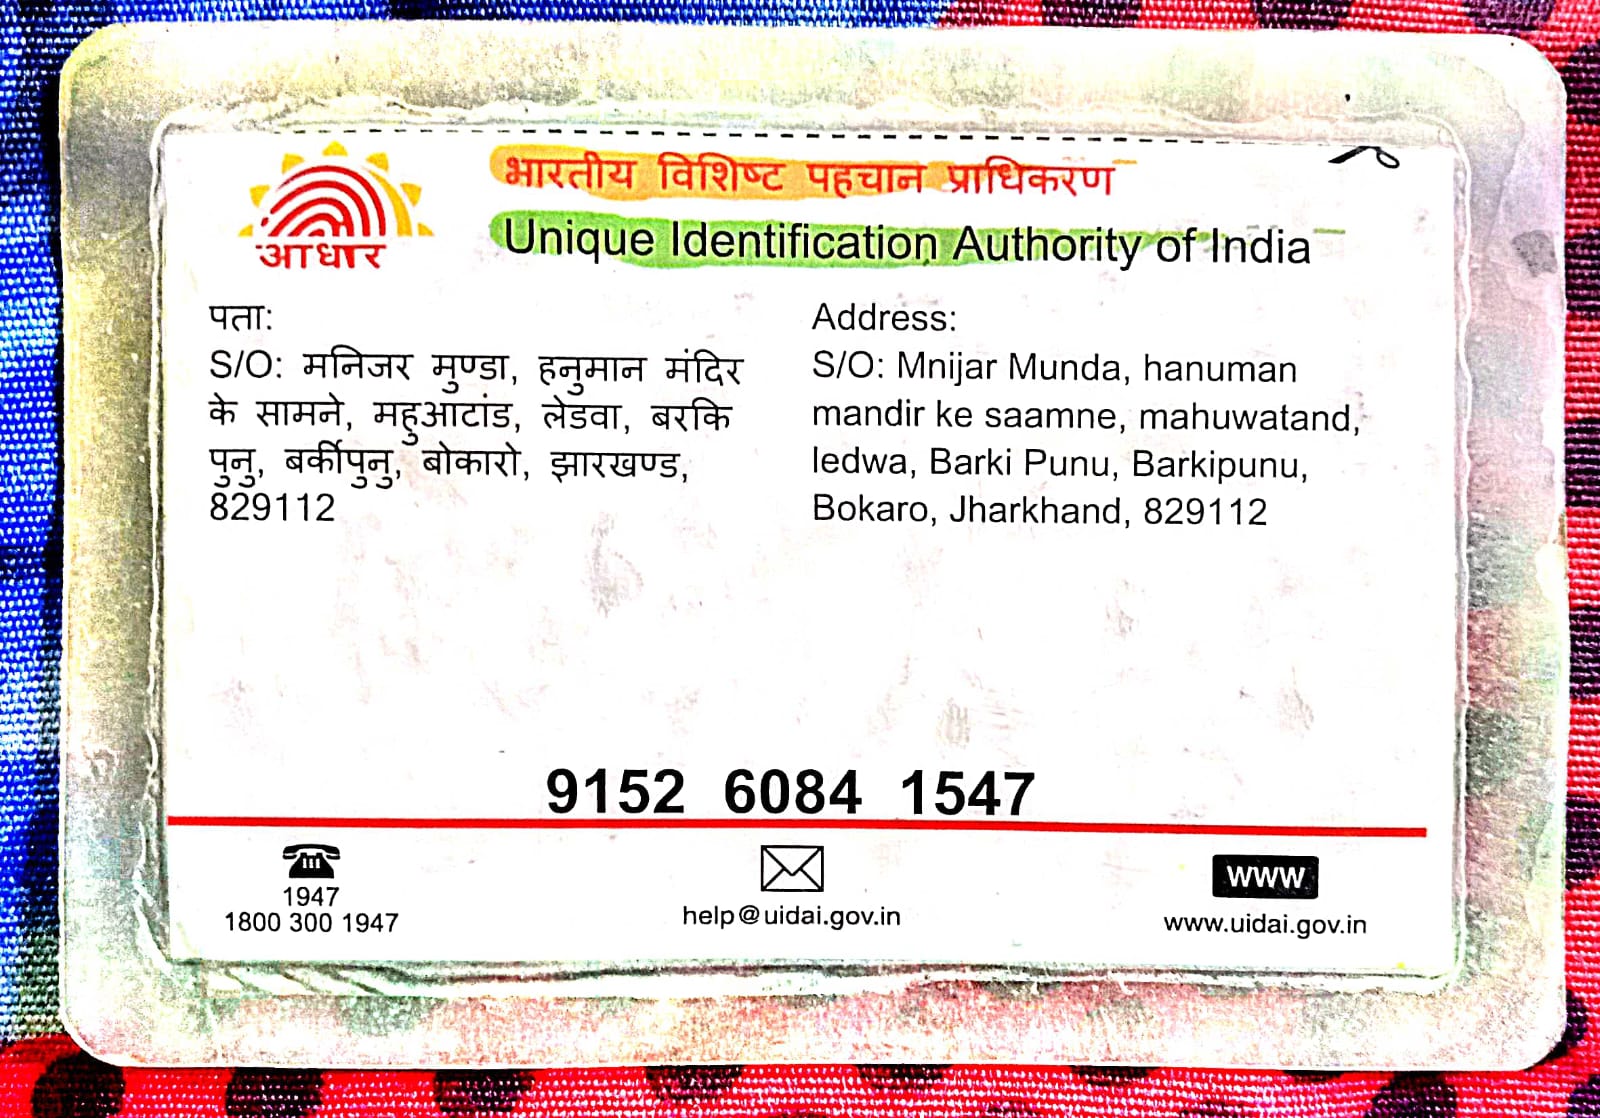 आधार
भारतीय विशिष्ट पहचान प्राधिकरण
Unique Identification Authority of India
पता:
S/O: मनिजर मुण्डा, हनुमान मंदिर
के सामने, महुआटांड, लेडवा, बरकि
पुनु, बर्कीपुनु, बोकारो, झारखण्ड,
829112
Address:
S/O: Mnijar Munda, hanuman
mandir ke saamne, mahuwatand,
ledwa, Barki Punu, Barkipunu,
Bokaro, Jharkhand, 829112
9152 6084 1547
1947
1800 300 1947
help@uidai.gov.in
www
www.uidai.gov.in